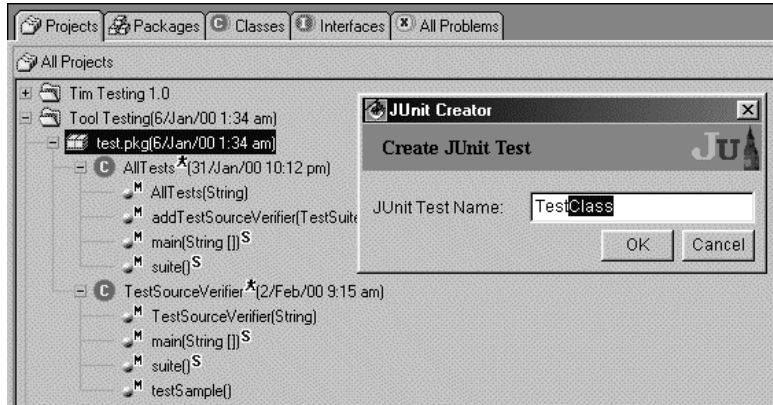 Projects Packages C Classes I Interfaces X All Problems
All Projects
Tim Testing 1.0
Tool Testing(6/Jan/00 1:34 am)
test.pkg(6/Jan/00 1:34 am)
C AllTests(31/Jan/00 10:12 pm)
M AllTests(String)
M addTestSourceVerifier(TestSuite
M main(String [])S
M suite()S
C TestSourceVerifier(2/Feb/00 9:15 am)
M TestSourceVerifier(String)
M main(String [])S
M suite()S
M testSample()
JUnit Creator
Create JUnit Test
JU
JUnit Test Name: TestClass
OK Cancel